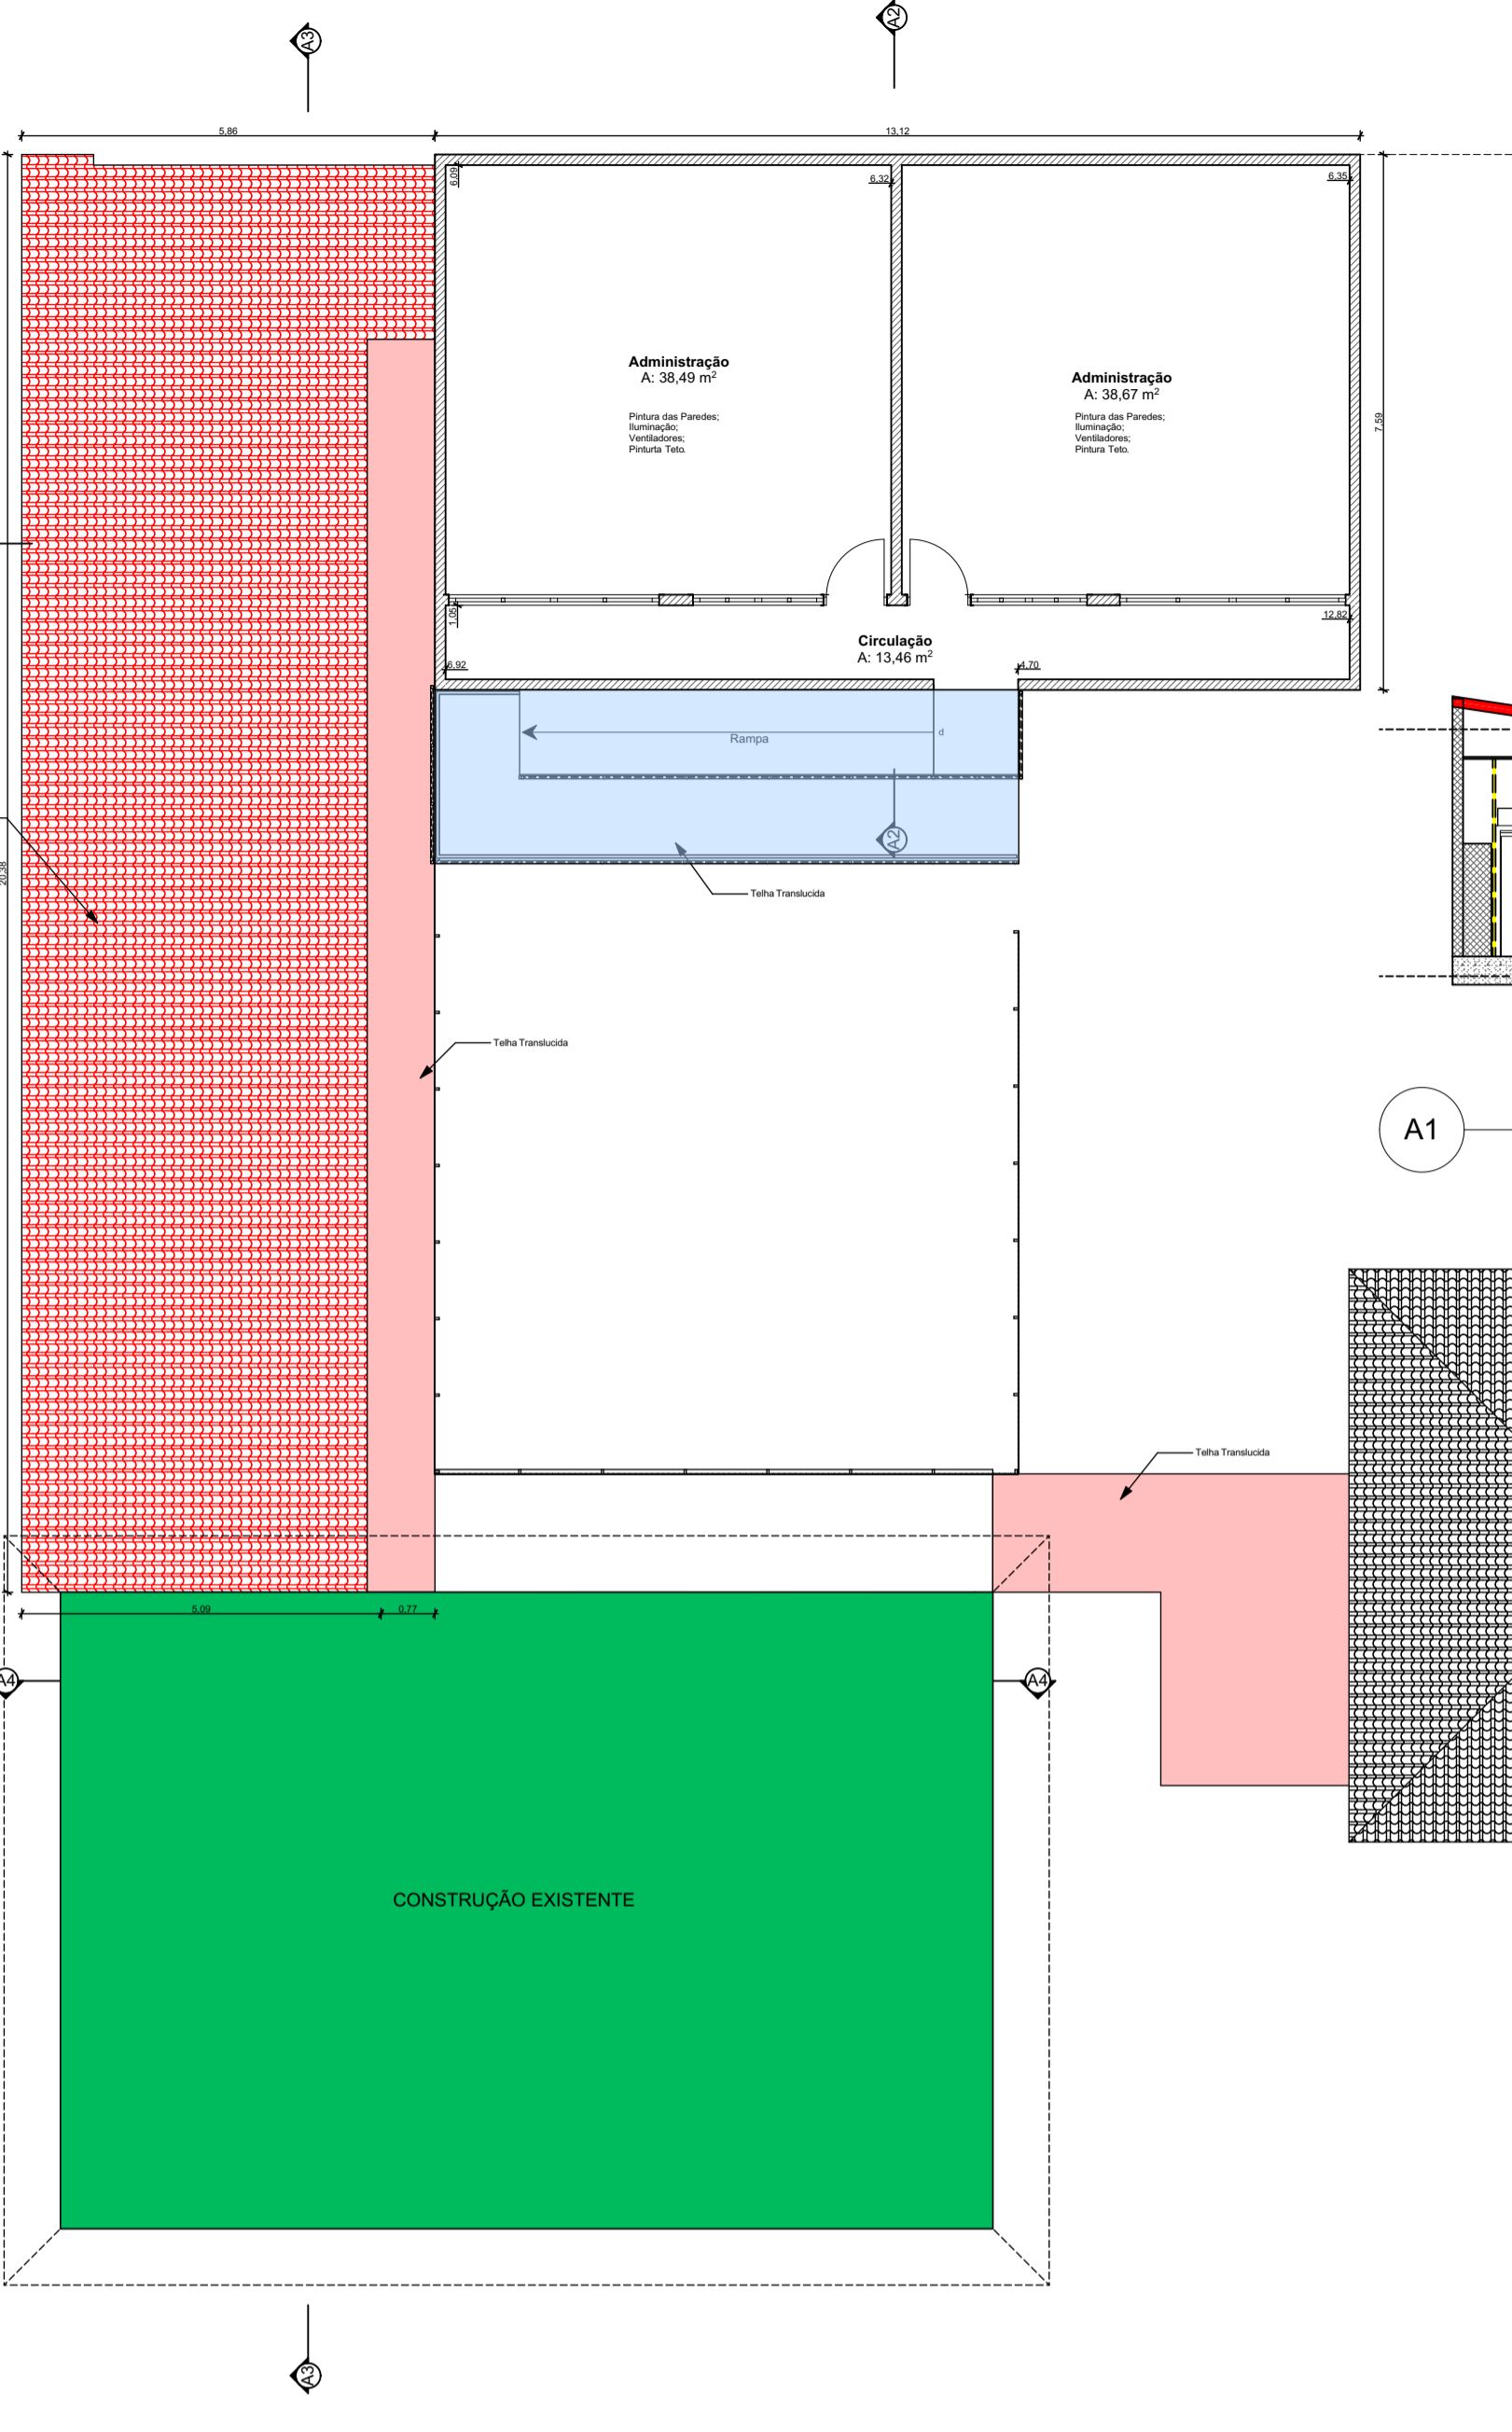 A3
A2
5,86
13,12
6,09
6,32
6,35
Administração
A: 38,49 m²
Pintura das Paredes;
Iluminação;
Ventiladores;
Pinturta Teto.
Administração
A: 38,67 m²
Pintura das Paredes;
Iluminação;
Ventiladores;
Pintura Teto.
7,59
1,05
12,82
Circulação
A: 13,46 m²
6,92
4,70
Rampa
d
A2
20,38
Telha Translucida
Telha Translucida
A1
Telha Translucida
5,09
0,77
A4
A4
CONSTRUÇÃO EXISTENTE
A3